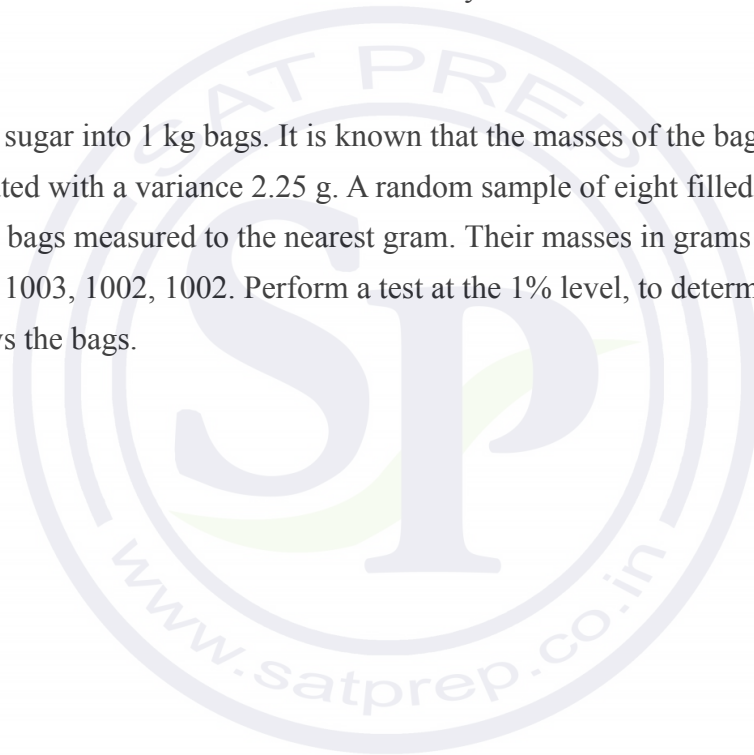 sugar into 1 kg bags. It is known that the masses of the bag
ted with a variance 2.25 g. A random sample of eight filled
bags measured to the nearest gram. Their masses in grams
1003, 1002, 1002. Perform a test at the 1% level, to determ
s the bags.
SAT PREP
SP
www.satprep.co.in